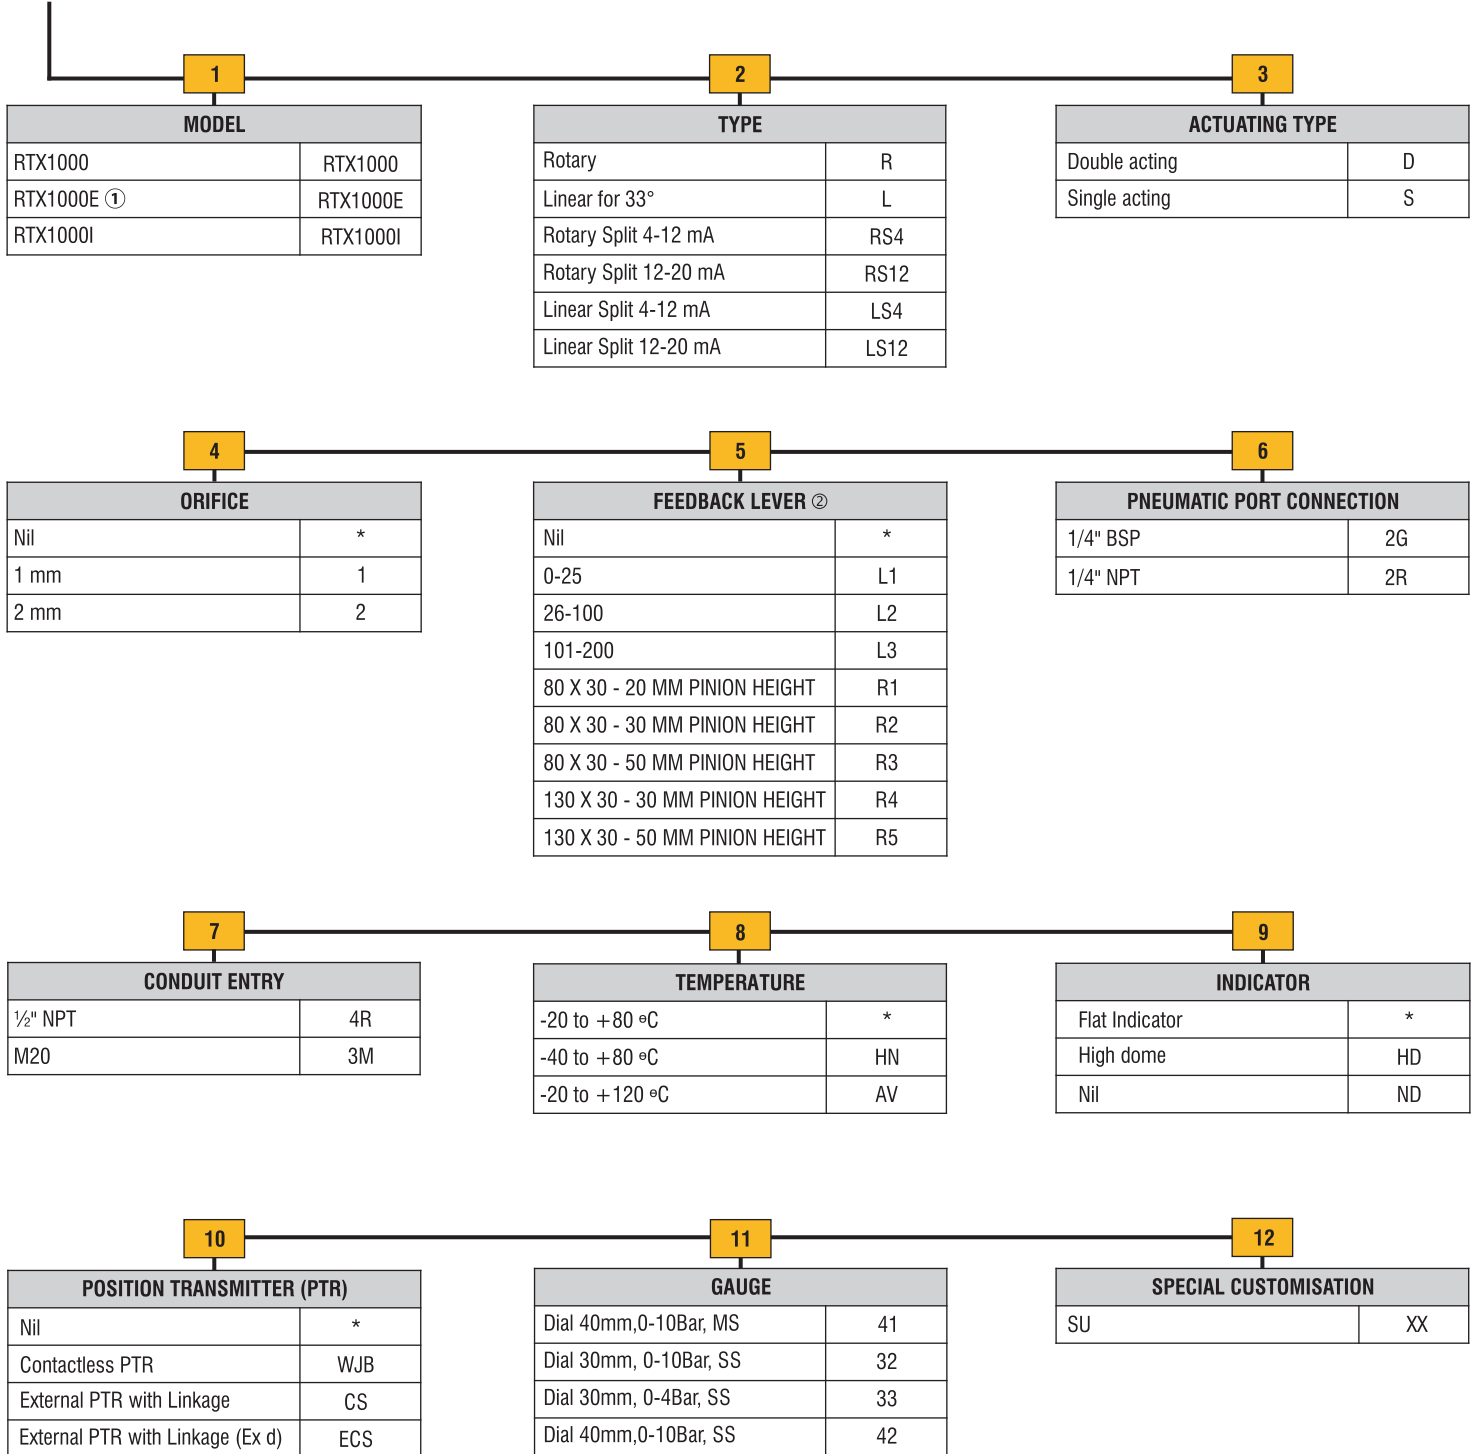 1
2
3
MODEL
RTX1000 RTX1000
RTX1000E ① RTX1000E
RTX1000I RTX1000I
TYPE
Rotary R
Linear for 33° L
Rotary Split 4-12 mA RS4
Rotary Split 12-20 mA RS12
Linear Split 4-12 mA LS4
Linear Split 12-20 mA LS12
ACTUATING TYPE
Double acting D
Single acting S
4
5
6
ORIFICE
Nil *
1 mm 1
2 mm 2
FEEDBACK LEVER ②
Nil *
0-25 L1
26-100 L2
101-200 L3
80 X 30 - 20 MM PINION HEIGHT R1
80 X 30 - 30 MM PINION HEIGHT R2
80 X 30 - 50 MM PINION HEIGHT R3
130 X 30 - 30 MM PINION HEIGHT R4
130 X 30 - 50 MM PINION HEIGHT R5
PNEUMATIC PORT CONNECTION
1/4" BSP 2G
1/4" NPT 2R
7
8
9
CONDUIT ENTRY
½" NPT 4R
M20 3M
TEMPERATURE
-20 to +80 ºC *
-40 to +80 ºC HN
-20 to +120 ºC AV
INDICATOR
Flat Indicator *
High dome HD
Nil ND
10
11
12
POSITION TRANSMITTER (PTR)
Nil *
Contactless PTR WJB
External PTR with Linkage CS
External PTR with Linkage (Ex d) ECS
GAUGE
Dial 40mm,0-10Bar, MS 41
Dial 30mm, 0-10Bar, SS 32
Dial 30mm, 0-4Bar, SS 33
Dial 40mm,0-10Bar, SS 42
SPECIAL CUSTOMISATION
SU XX